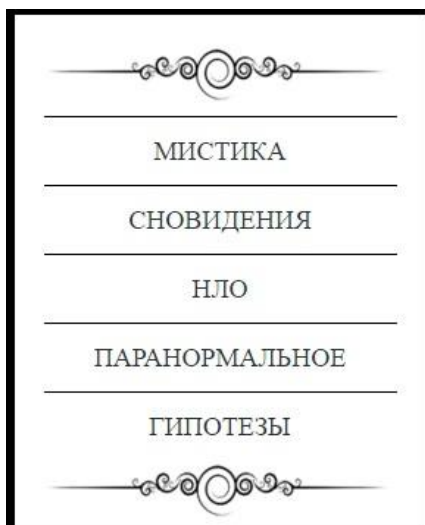 МИСТИКА
СНОВИДЕНИЯ
НЛО
ПАРАНОРМАЛЬНОЕ
ГИПОТЕЗЫ